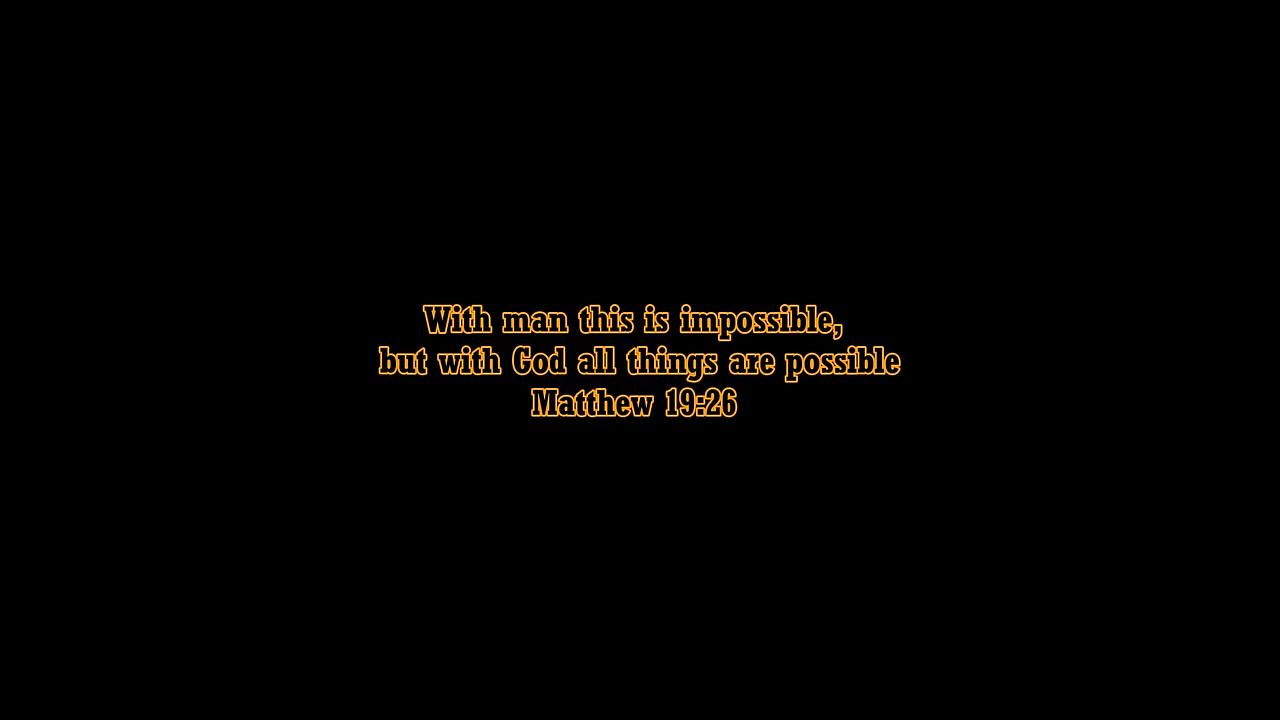 With man this is impossible,
but with God all things are possible
Matthew 19:26